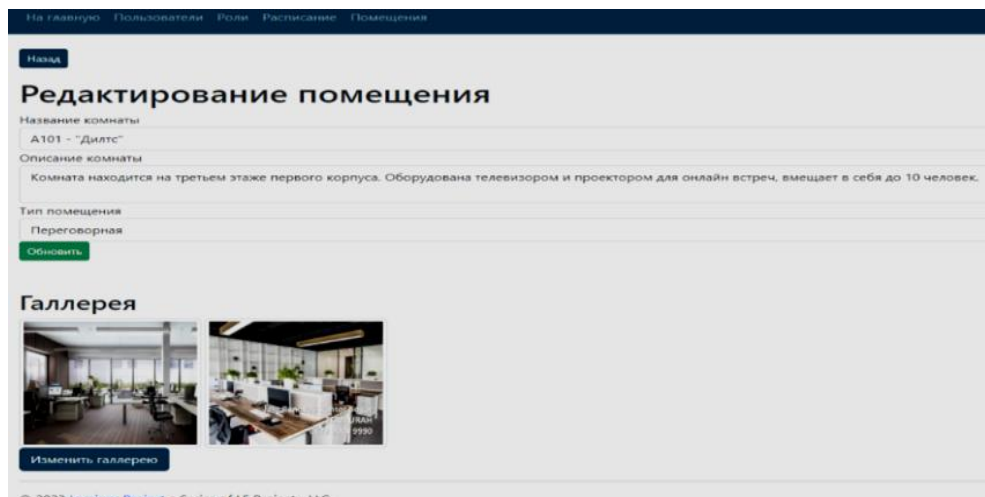 На главную Пользователи Роли Расписание Помещения
Назад
Редактирование помещения
Название комнаты
А101 - "Дилтс"
Описание комнаты
Комната находится на третьем этаже первого корпуса. Оборудована телевизором и проектором для онлайн встреч, вмещает в себя до 10 человек.
Тип помещения
Переговорная
Обновить
Галлерея
9990
Изменить галлерею